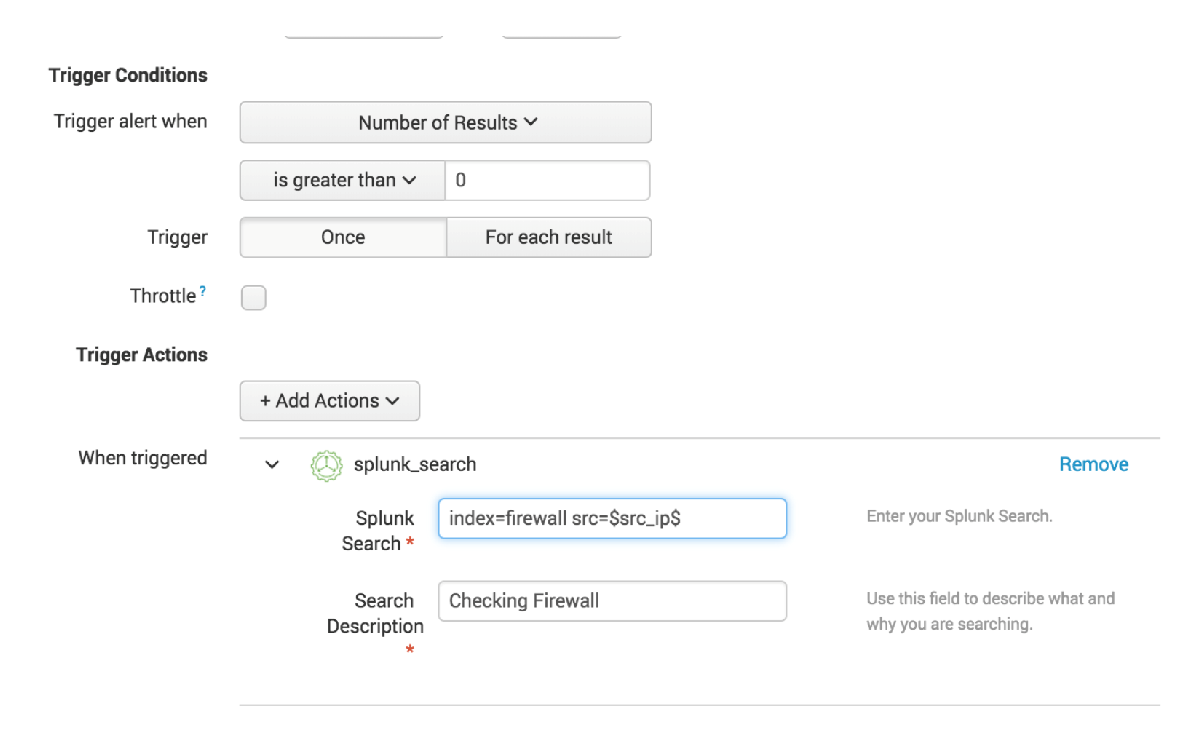 Trigger Conditions
Trigger alert when
Number of Results
is greater than
0
Trigger
Once
For each result
Throttle ?
Trigger Actions
+ Add Actions
When triggered
splunk_search
Remove
Splunk
Search *
index=firewall src=$src_ip$
Enter your Splunk Search.
Search
Description
*
Checking Firewall
Use this field to describe what and
why you are searching.